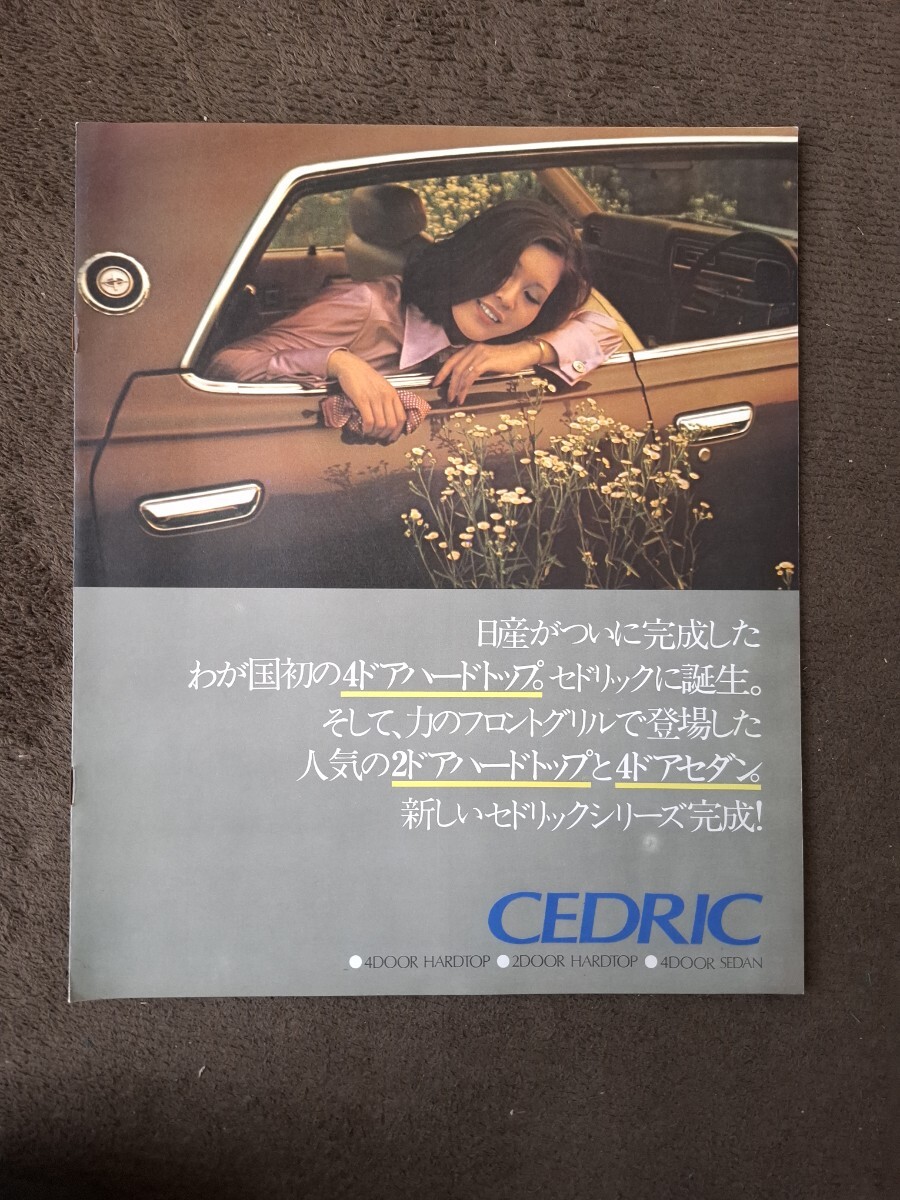 日産がついに完成した
わが国初の4ドアハードトップ。セドリックに誕生。
そして、力のフロントグリルで登場した
人気の2ドアハードトップと4ドアセダン。
新しいセドリックシリーズ完成!
CEDRIC
●4DOOR HARDTOP ●2DOOR HARDTOP ●4DOOR SEDAN